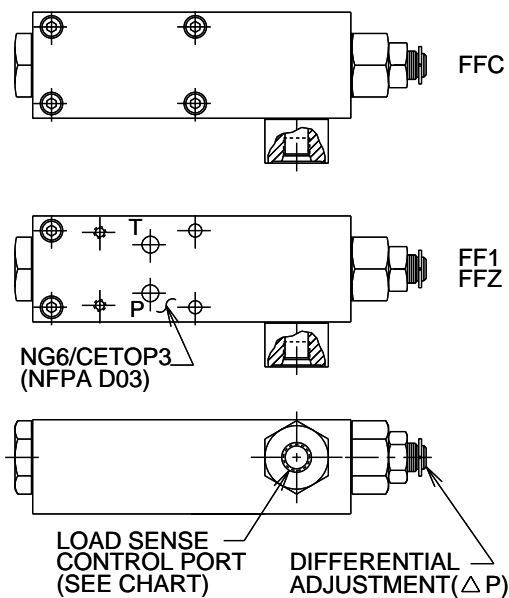 FFC
T
P
FF1
FFZ
NG6/CETOP3
(NFPA D03)
LOAD SENSE
CONTROL PORT
(SEE CHART)
DIFFERENTIAL
ADJUSTMENT(△P)